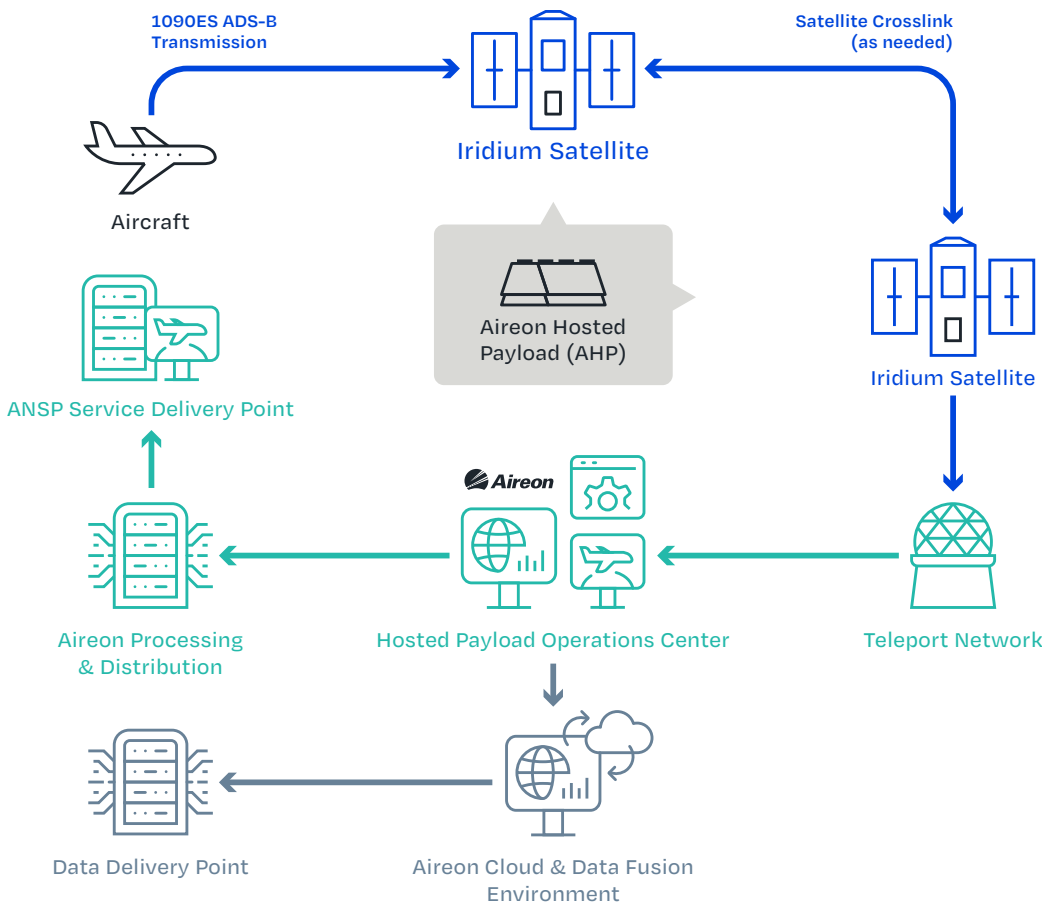 1090ES ADS-B
Transmission
Satellite Crosslink
(as needed)
Iridium Satellite
Aircraft
Aireon Hosted
Payload (AHP)
Iridium Satellite
ANSP Service Delivery Point
Aireon
Aireon Processing
& Distribution
Hosted Payload Operations Center
Teleport Network
Data Delivery Point
Aireon Cloud & Data Fusion
Environment